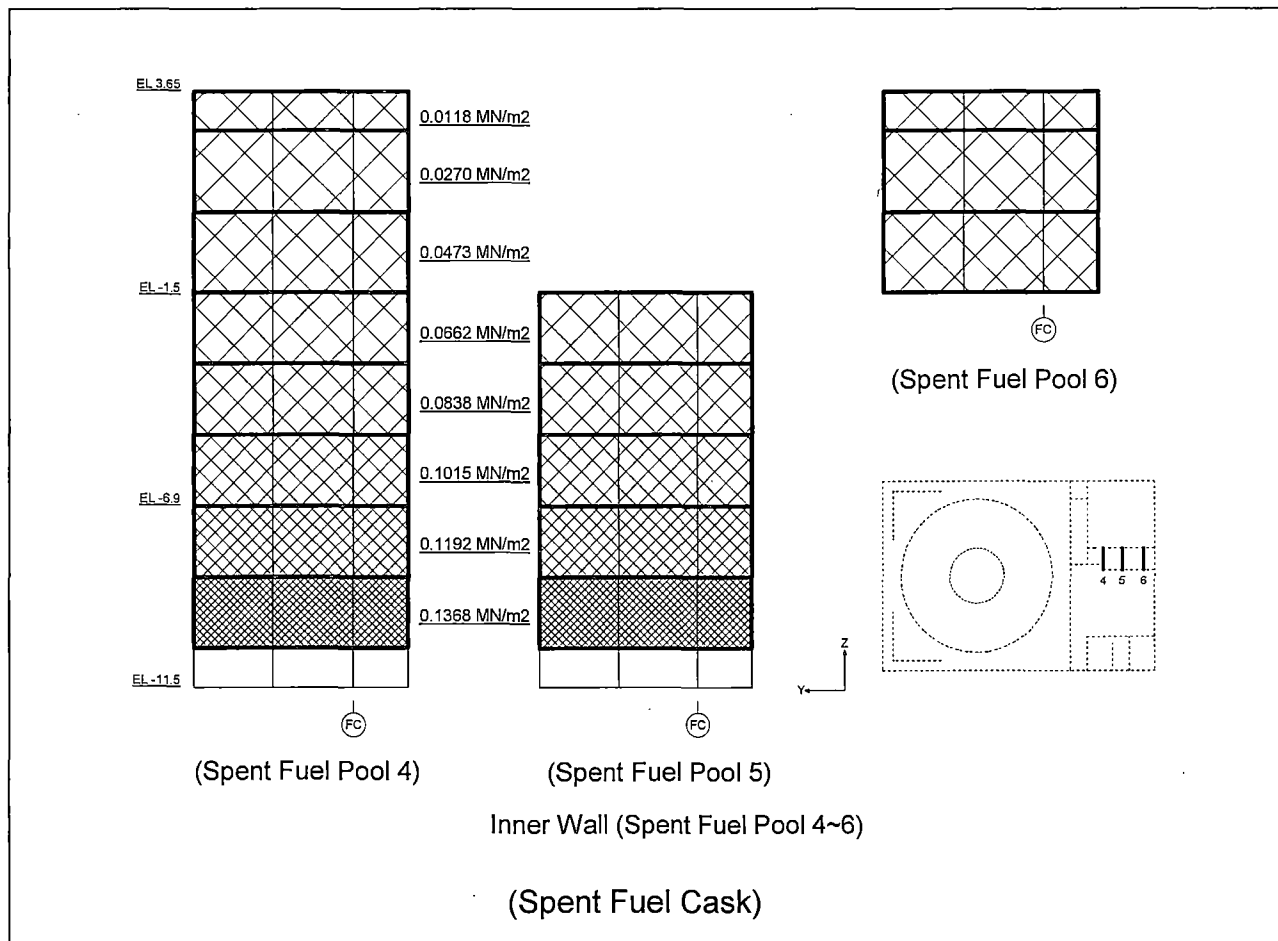 EL 3.65
0.0118 MN/m2
0.0270 MN/m2
0.0473 MN/m2
EL -1.5
0.0662 MN/m2
0.0838 MN/m2
0.1015 MN/m2
EL -6.9
0.1192 MN/m2
0.1368 MN/m2
EL -11.5
FC
(Spent Fuel Pool 4)
FC
(Spent Fuel Pool 5)
FC
(Spent Fuel Pool 6)
4 5 6
Z
Y
Inner Wall (Spent Fuel Pool 4~6)
(Spent Fuel Cask)